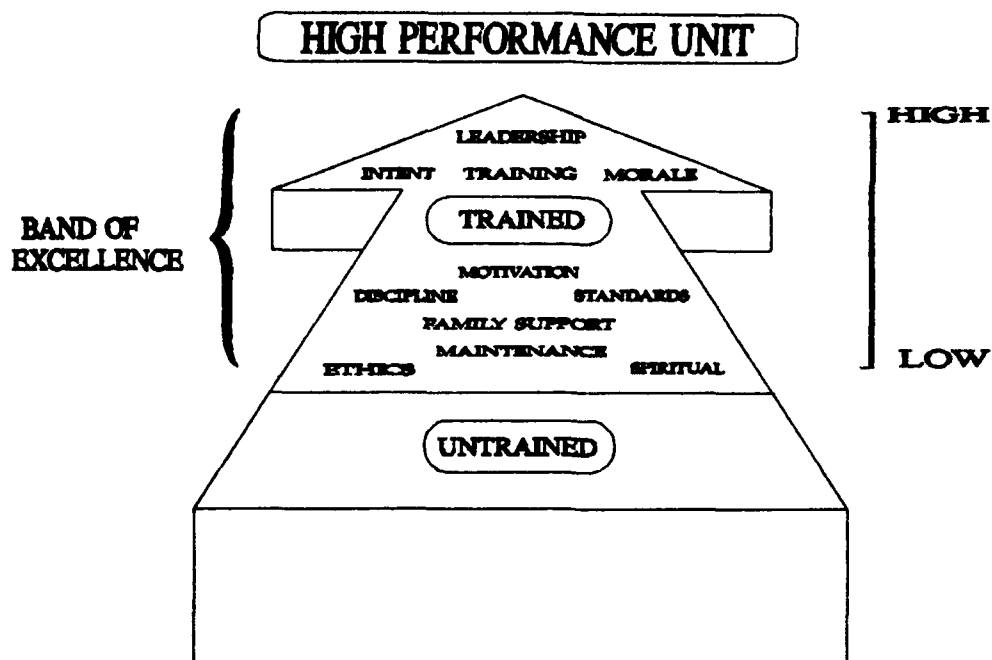 HIGH PERFORMANCE UNIT
HIGH
LEADERSHIP
INTENT TRAINING MORALE
TRAINED
BAND OF
EXCELLENCE
MOTIVATION
DISCIPLINE STANDARDS
FAMILY SUPPORT
MAINTENANCE
LOW
ETHICS SPIRITUAL
UNTRAINED